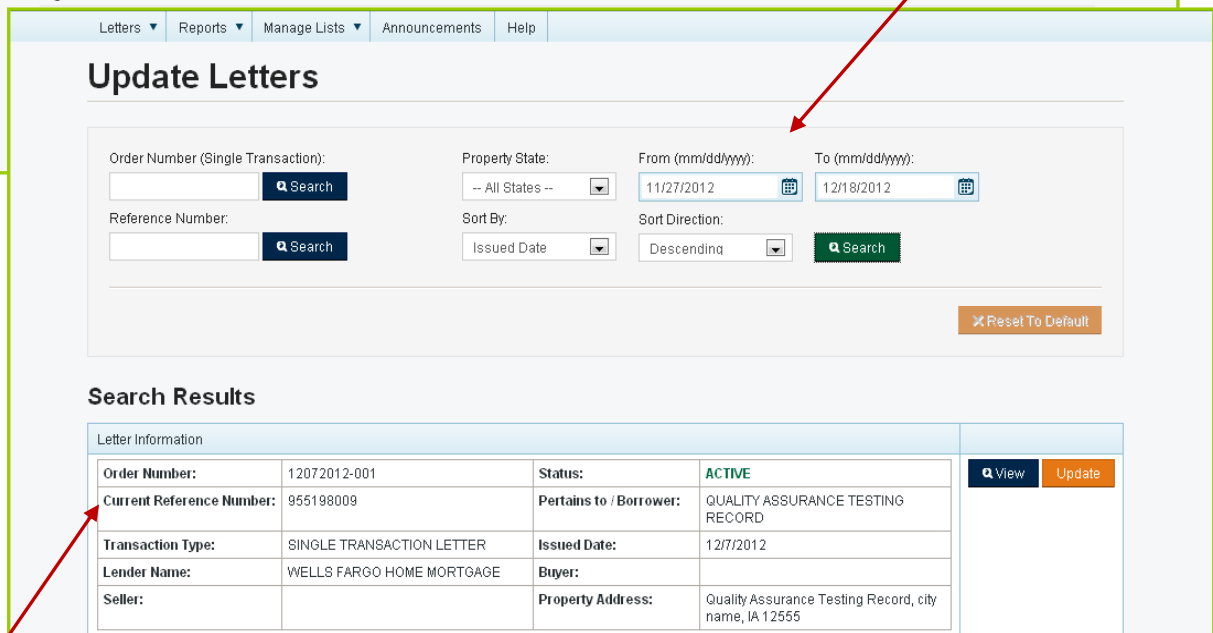 Letters ▼ Reports ▼ Manage Lists ▼ Announcements Help
Update Letters
Order Number (Single Transaction): Property State: From (mm/dd/yyyy): To (mm/dd/yyyy):
Search -- All States -- 11/27/2012 12/18/2012
Reference Number: Sort By: Sort Direction:
Search Issued Date Descending Search
Reset To Default
Search Results
Letter Information
Order Number: 12072012-001 Status: ACTIVE View Update
Current Reference Number: 955198009 Pertains to / Borrower: QUALITY ASSURANCE TESTING
RECORD
Transaction Type: SINGLE TRANSACTION LETTER Issued Date: 12/7/2012
Lender Name: WELLS FARGO HOME MORTGAGE Buyer:
Seller: Property Address: Quality Assurance Testing Record, city
name, IA 12555